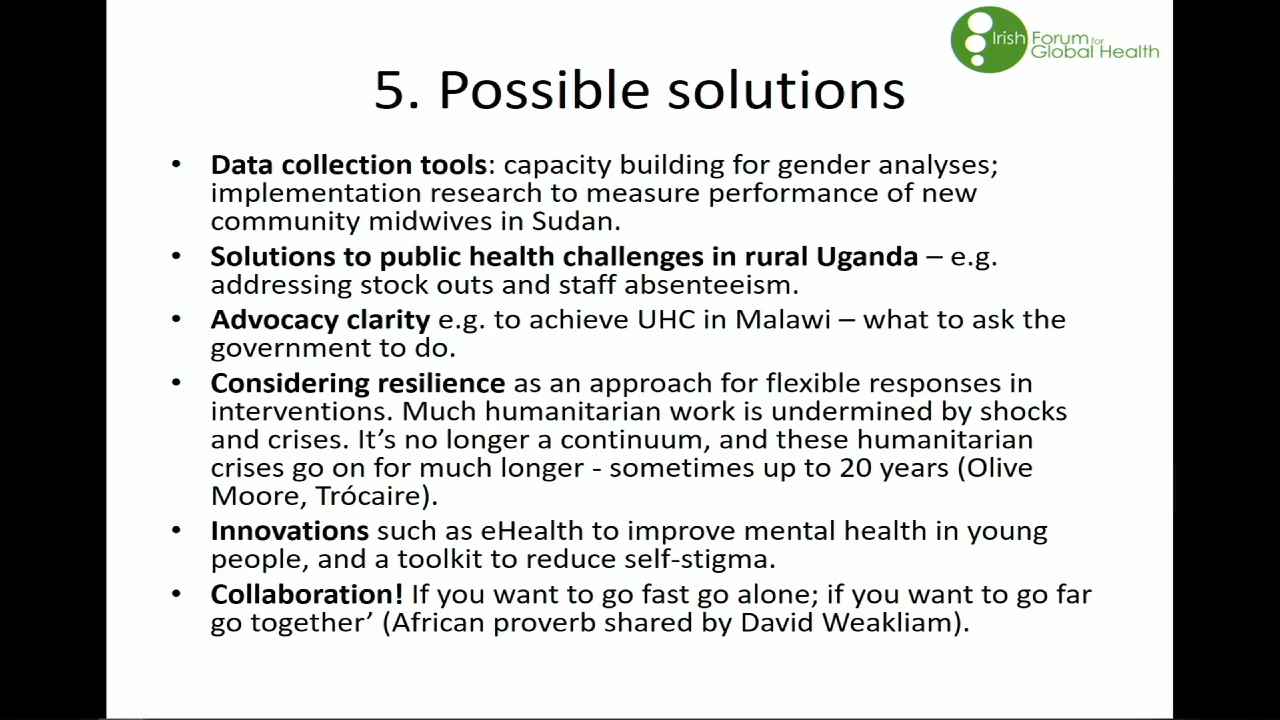 Irish Forum for
Global Health
5. Possible solutions
• Data collection tools: capacity building for gender analyses;
implementation research to measure performance of new
community midwives in Sudan.
• Solutions to public health challenges in rural Uganda – e.g.
addressing stock outs and staff absenteeism.
• Advocacy clarity e.g. to achieve UHC in Malawi – what to ask the
government to do.
• Considering resilience as an approach for flexible responses in
interventions. Much humanitarian work is undermined by shocks
and crises. It’s no longer a continuum, and these humanitarian
crises go on for much longer - sometimes up to 20 years (Olive
Moore, Trócaire).
• Innovations such as eHealth to improve mental health in young
people, and a toolkit to reduce self-stigma.
• Collaboration! If you want to go fast go alone; if you want to go far
go together’ (African proverb shared by David Weakliam).